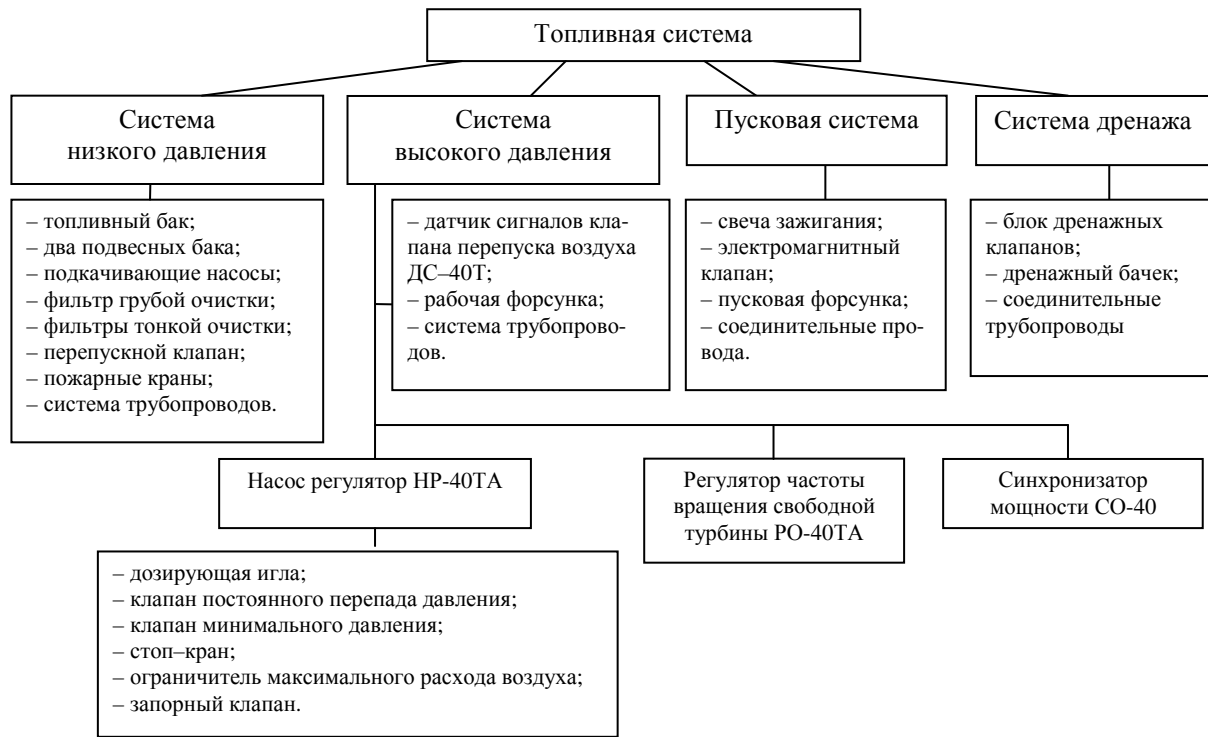 Топливная система
Система
низкого давления
Система
высокого давления
Пусковая система
Система дренажа
– топливный бак;
– два подвесных бака;
– подкачивающие насосы;
– фильтр грубой очистки;
– фильтры тонкой очистки;
– перепускной клапан;
– пожарные краны;
– система трубопроводов.
– датчик сигналов кла-
пана перепуска воздуха
ДС–40Т;
– рабочая форсунка;
– система трубопрово-
дов.
– свеча зажигания;
– электромагнитный
клапан;
– пусковая форсунка;
– соединительные про-
вода.
– блок дренажных
клапанов;
– дренажный бачек;
– соединительные
трубопроводы
Насос регулятор НР-40ТА
Регулятор частоты
вращения свободной
турбины РО-40ТА
Синхронизатор
мощности СО-40
– дозирующая игла;
– клапан постоянного перепада давления;
– клапан минимального давления;
– стоп–кран;
– ограничитель максимального расхода воздуха;
– запорный клапан.